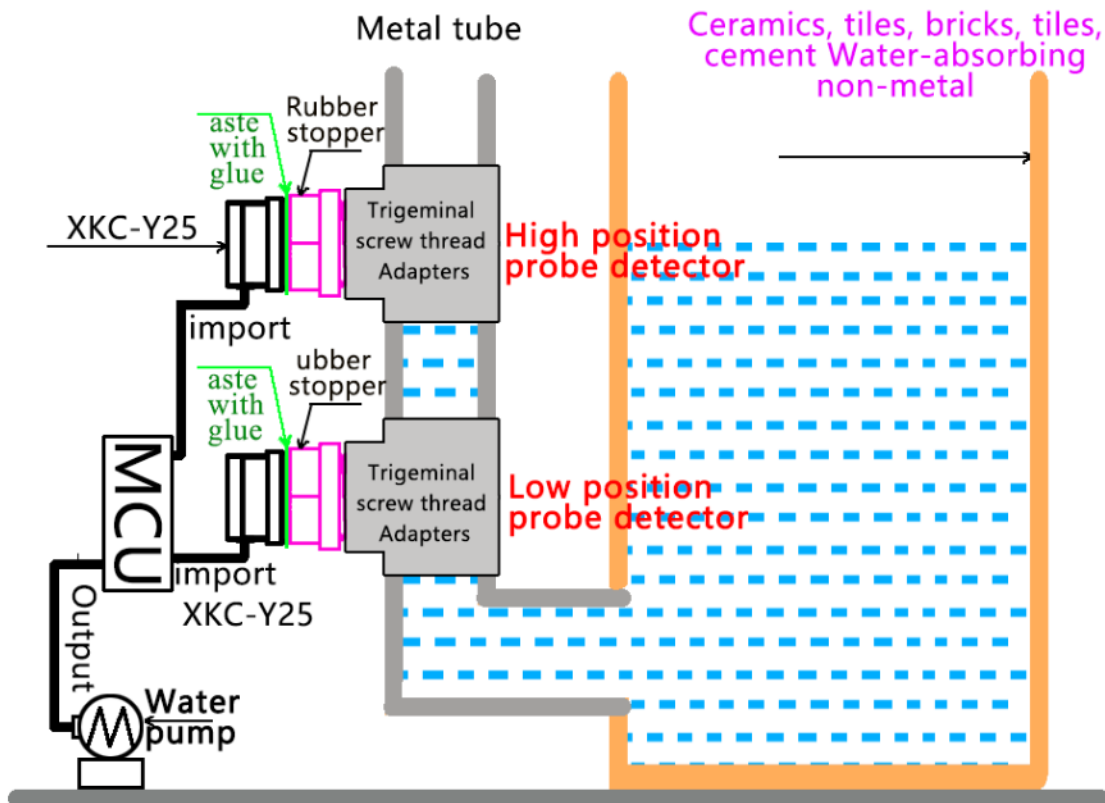 Metal tube
Ceramics, tiles, bricks, tiles,
cement Water-absorbing
non-metal
Rubber
stopper
aste
with
glue
XKC-Y25
Trigeminal
screw thread
Adapters
High position
probe detector
import
ubber
stopper
aste
with
glue
MCU
Trigeminal
screw thread
Adapters
Low position
probe detector
import
XKC-Y25
Output
Water
pump